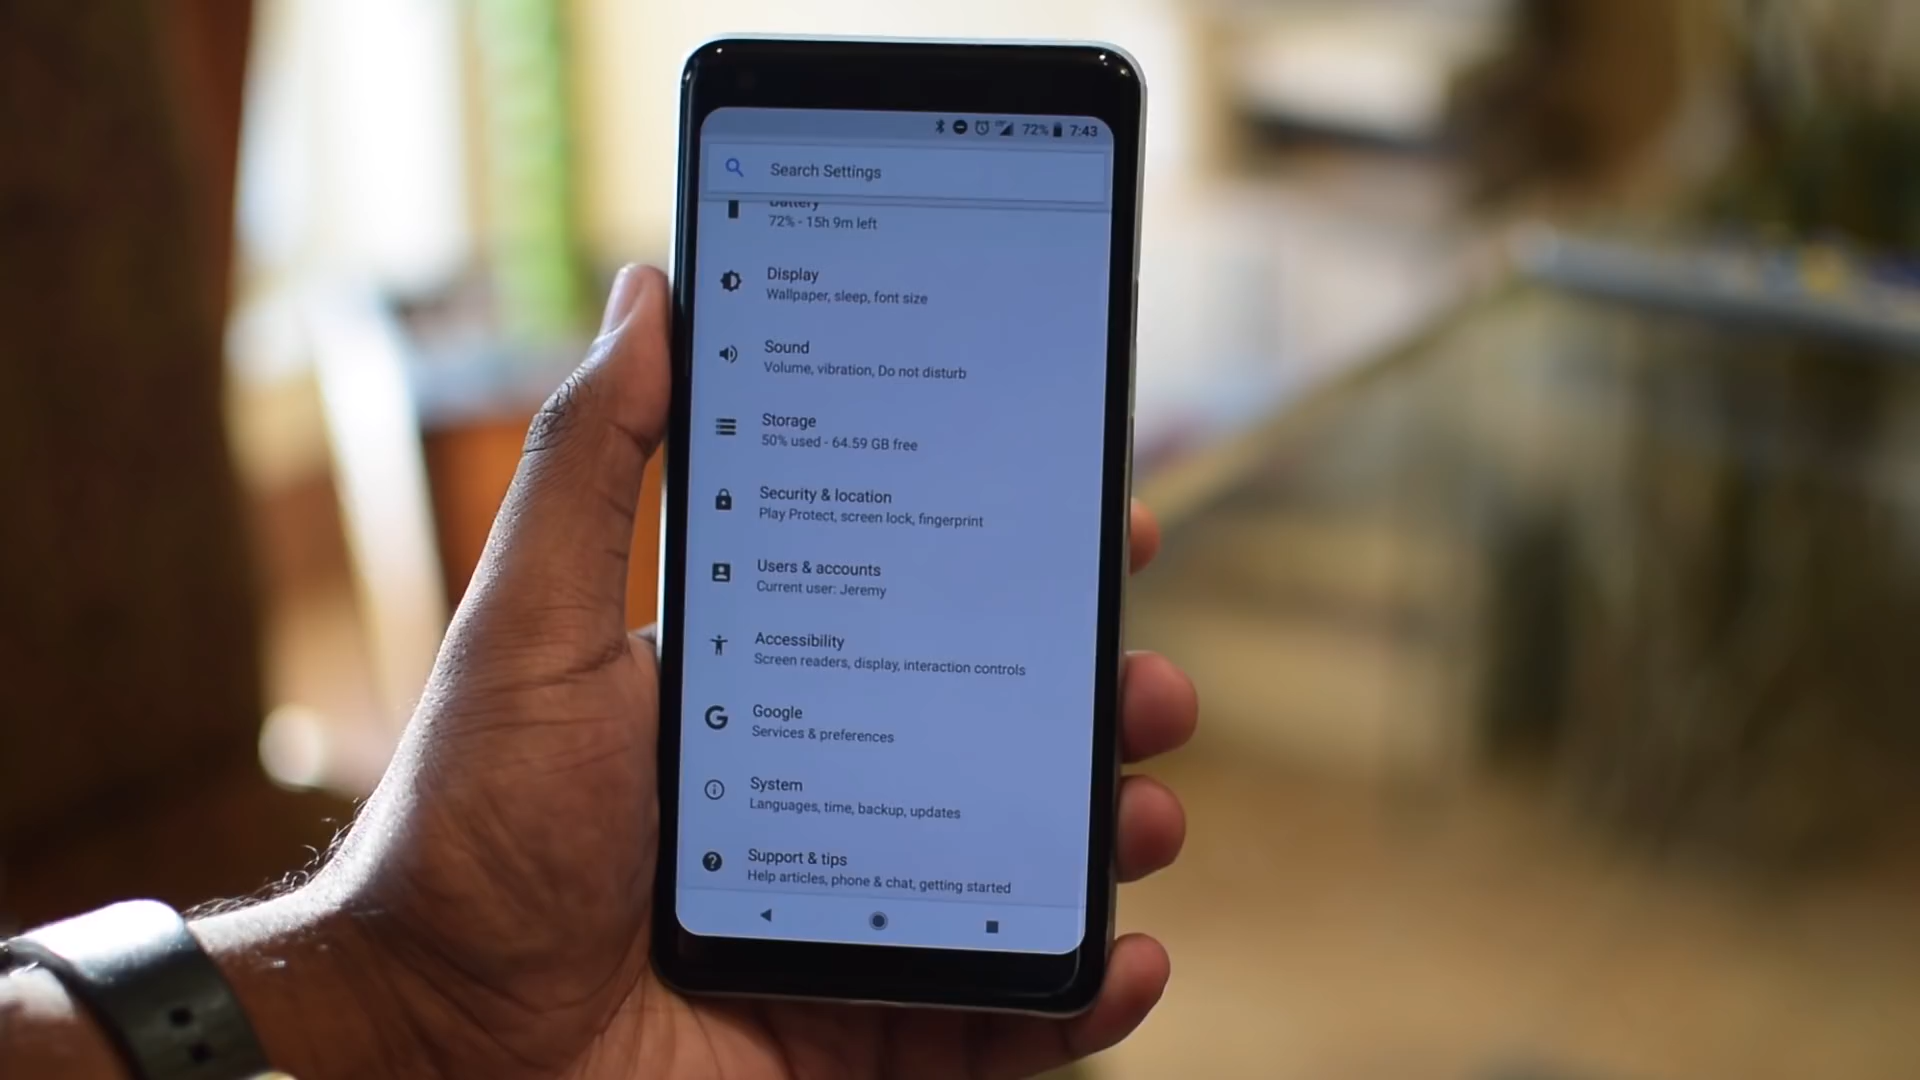 72% 7:43
Search Settings
Battery
72% - 15h 9m left
Display
Wallpaper, sleep, font size
Sound
Volume, vibration, Do not disturb
Storage
50% used - 64.59 GB free
Security & location
Play Protect, screen lock, fingerprint
Users & accounts
Current user: Jeremy
Accessibility
Screen readers, display, interaction controls
Google
Services & preferences
System
Languages, time, backup, updates
Support & tips
Help articles, phone & chat, getting started